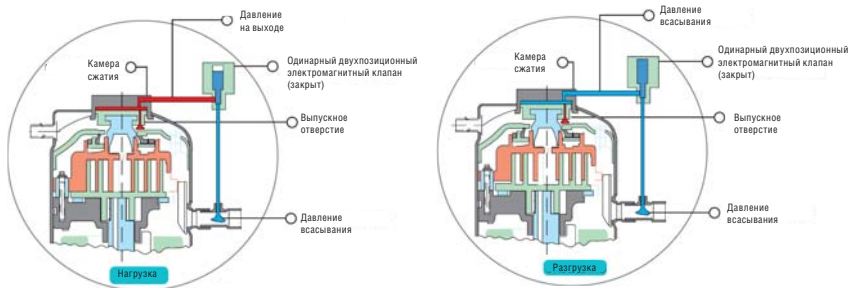 Давление
на выходе
Камера
сжатия
Одинарный двухпозиционный
электромагнитный клапан
(закрыт)
Выпускное
отверстие
Давление
всасывания
Нагрузка
Давление
всасывания
Камера
сжатия
Одинарный двухпозиционный
электромагнитный клапан
(закрыт)
Выпускное
отверстие
Давление
всасывания
Разгрузка